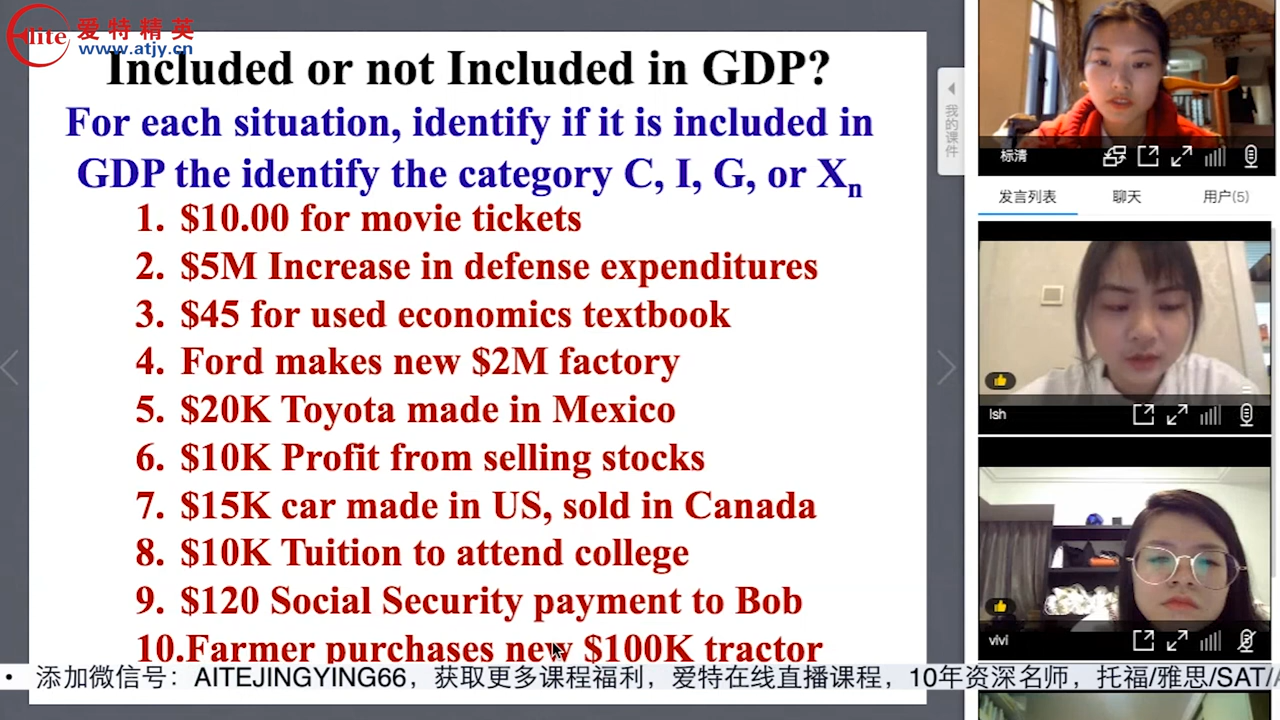 Elite 爱特精英
www.atjy.cn
Included or not Included in GDP?
For each situation, identify if it is included in
GDP the identify the category C, I, G, or Xn
1. $10.00 for movie tickets
2. $5M Increase in defense expenditures
3. $45 for used economics textbook
4. Ford makes new $2M factory
5. $20K Toyota made in Mexico
6. $10K Profit from selling stocks
7. $15K car made in US, sold in Canada
8. $10K Tuition to attend college
9. $120 Social Security payment to Bob
10.Farmer purchases new $100K tractor
我的课件
标清
发言列表 聊天 用户(5)
lsh
vivi
• 添加微信号：AITEJINGYING66，获取更多课程福利，爱特在线直播课程，10年资深名师，托福/雅思/SAT/